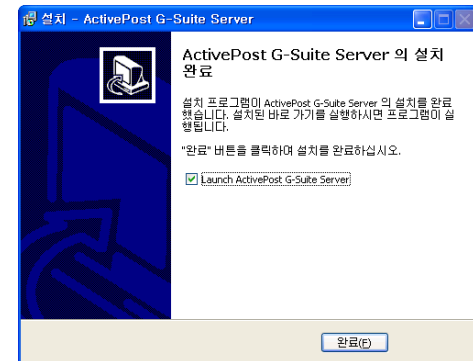 설치 - ActivePost G-Suite Server
ActivePost G-Suite Server 의 설치
완료
설치 프로그램이 ActivePost G-Suite Server 의 설치를 완료
했습니다. 설치된 바로 가기를 실행하시면 프로그램이 실
행됩니다.
"완료" 버튼을 클릭하여 설치를 완료하십시오.
Launch ActivePost G-Suite Server
완료(F)